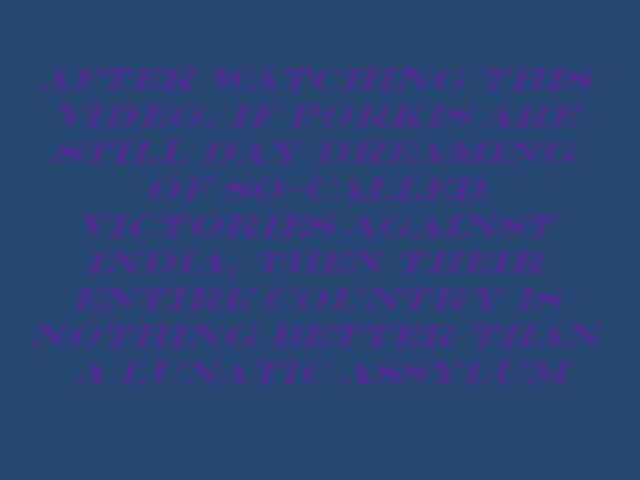 AFTER WATCHING THIS
VIDEO, IF PORKIS ARE
STILL DAY DREAMING
OF SO-CALLED
VICTORIES AGAINST
INDIA, THEN THEIR
ENTIRE COUNTRY IS
NOTHING BETTER THAN
A LUNATIC ASSYLUM